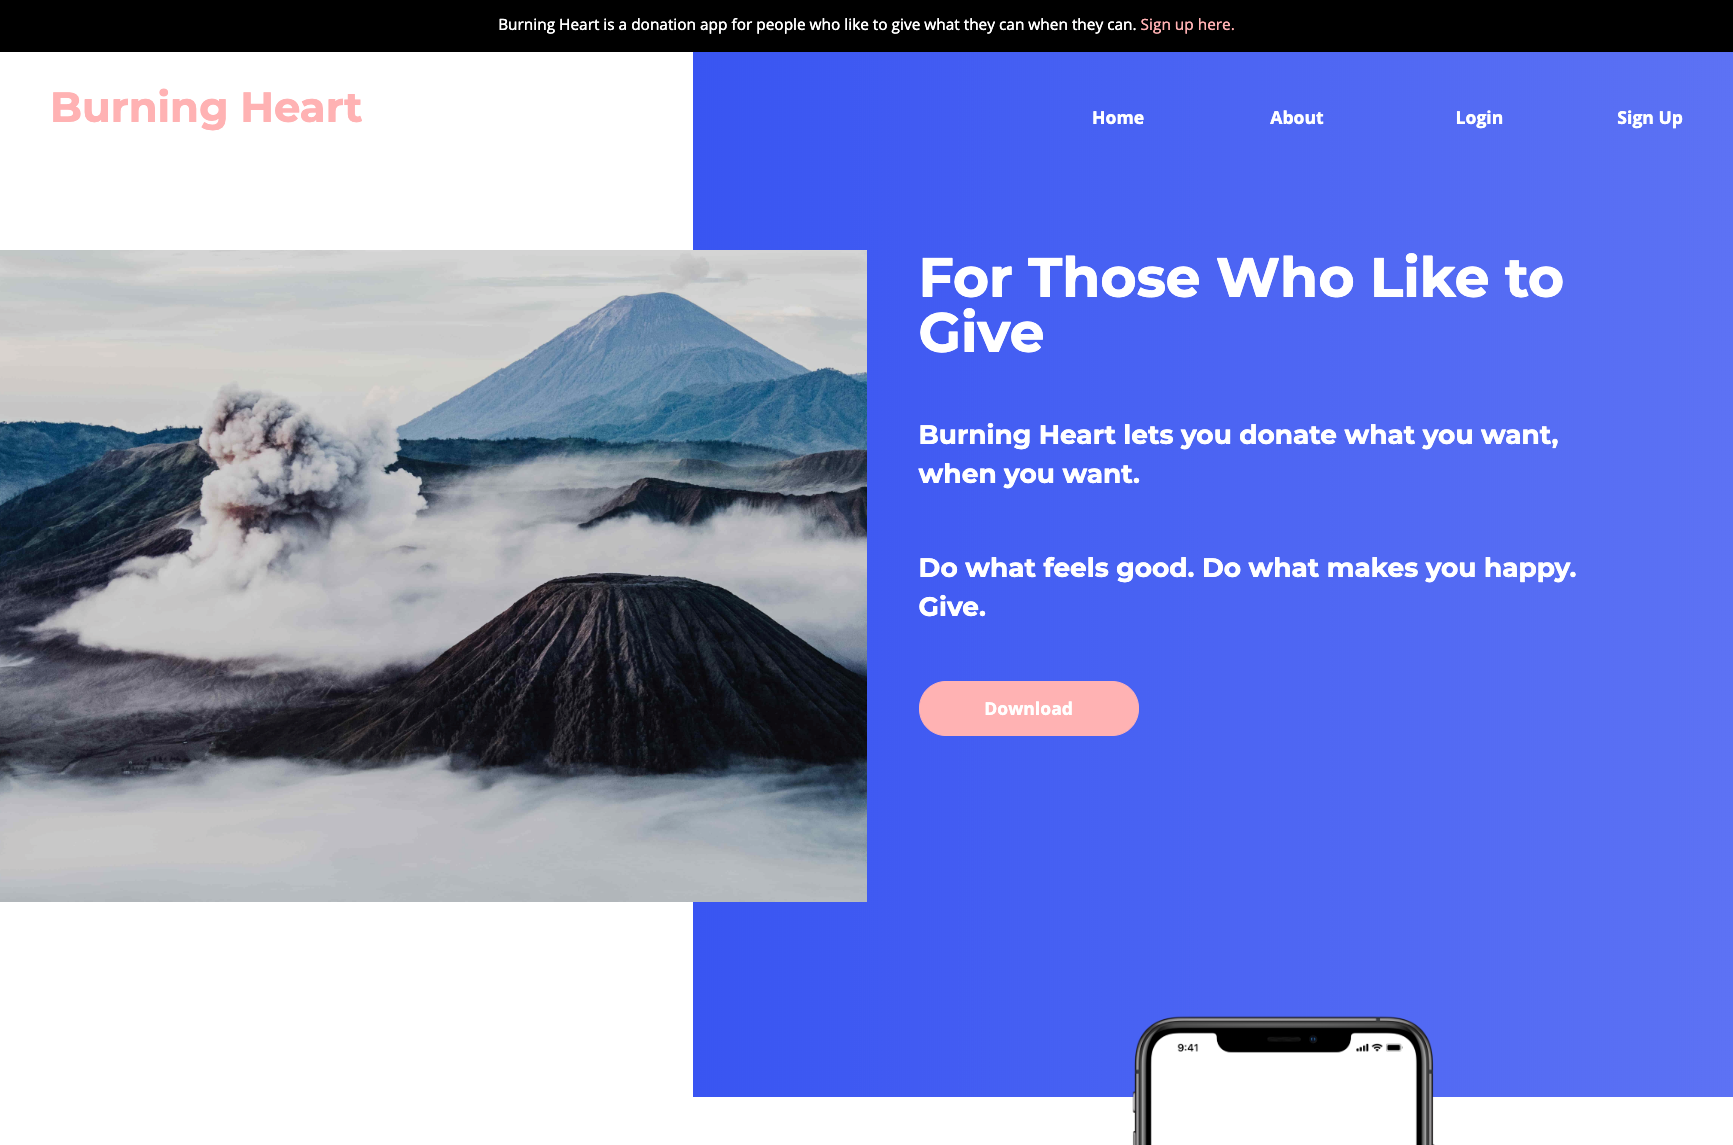 Burning Heart is a donation app for people who like to give what they can when they can. Sign up here.
Burning Heart
Home About Login Sign Up
For Those Who Like to
Give
Burning Heart lets you donate what you want,
when you want.
Do what feels good. Do what makes you happy.
Give.
Download
9:41